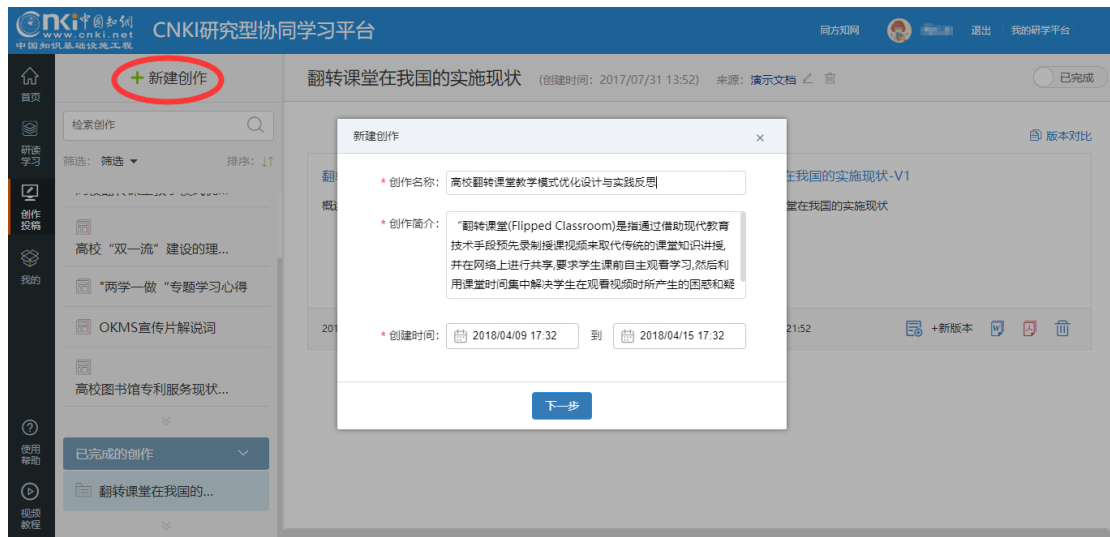 cnki 中国知网
www.cnki.net
中国知识基础设施工程
CNKI研究型协同学习平台
同方知网
退出
我的研学平台
首页
研读
学习
创作
投稿
我的
使用
帮助
视频
教程
+ 新建创作
检索创作
筛选: 筛选
排序:
高校“双一流”建设的理...
"两学一做“专题学习心得
OKMS宣传片解说词
高校图书馆专利服务现状...
已完成的创作
翻转课堂在我国的...
翻转课堂在我国的实施现状 (创建时间: 2017/07/31 13:52) 来源: 演示文档
已完成
版本对比
新建创作 ×
* 创作名称: 高校翻转课堂教学模式优化设计与实践反思
* 创作简介: “翻转课堂(Flipped Classroom)是指通过借助现代教育
技术手段预先录制授课视频来取代传统的课堂知识讲授,
并在网络上进行共享,要求学生课前自主观看学习,然后利
用课堂时间集中解决学生在观看视频时所产生的困惑和疑
* 创建时间: 2018/04/09 17:32 到 2018/04/15 17:32
下一步
翻
在我国的实施现状-V1
概
堂在我国的实施现状
201
21:52
+新版本